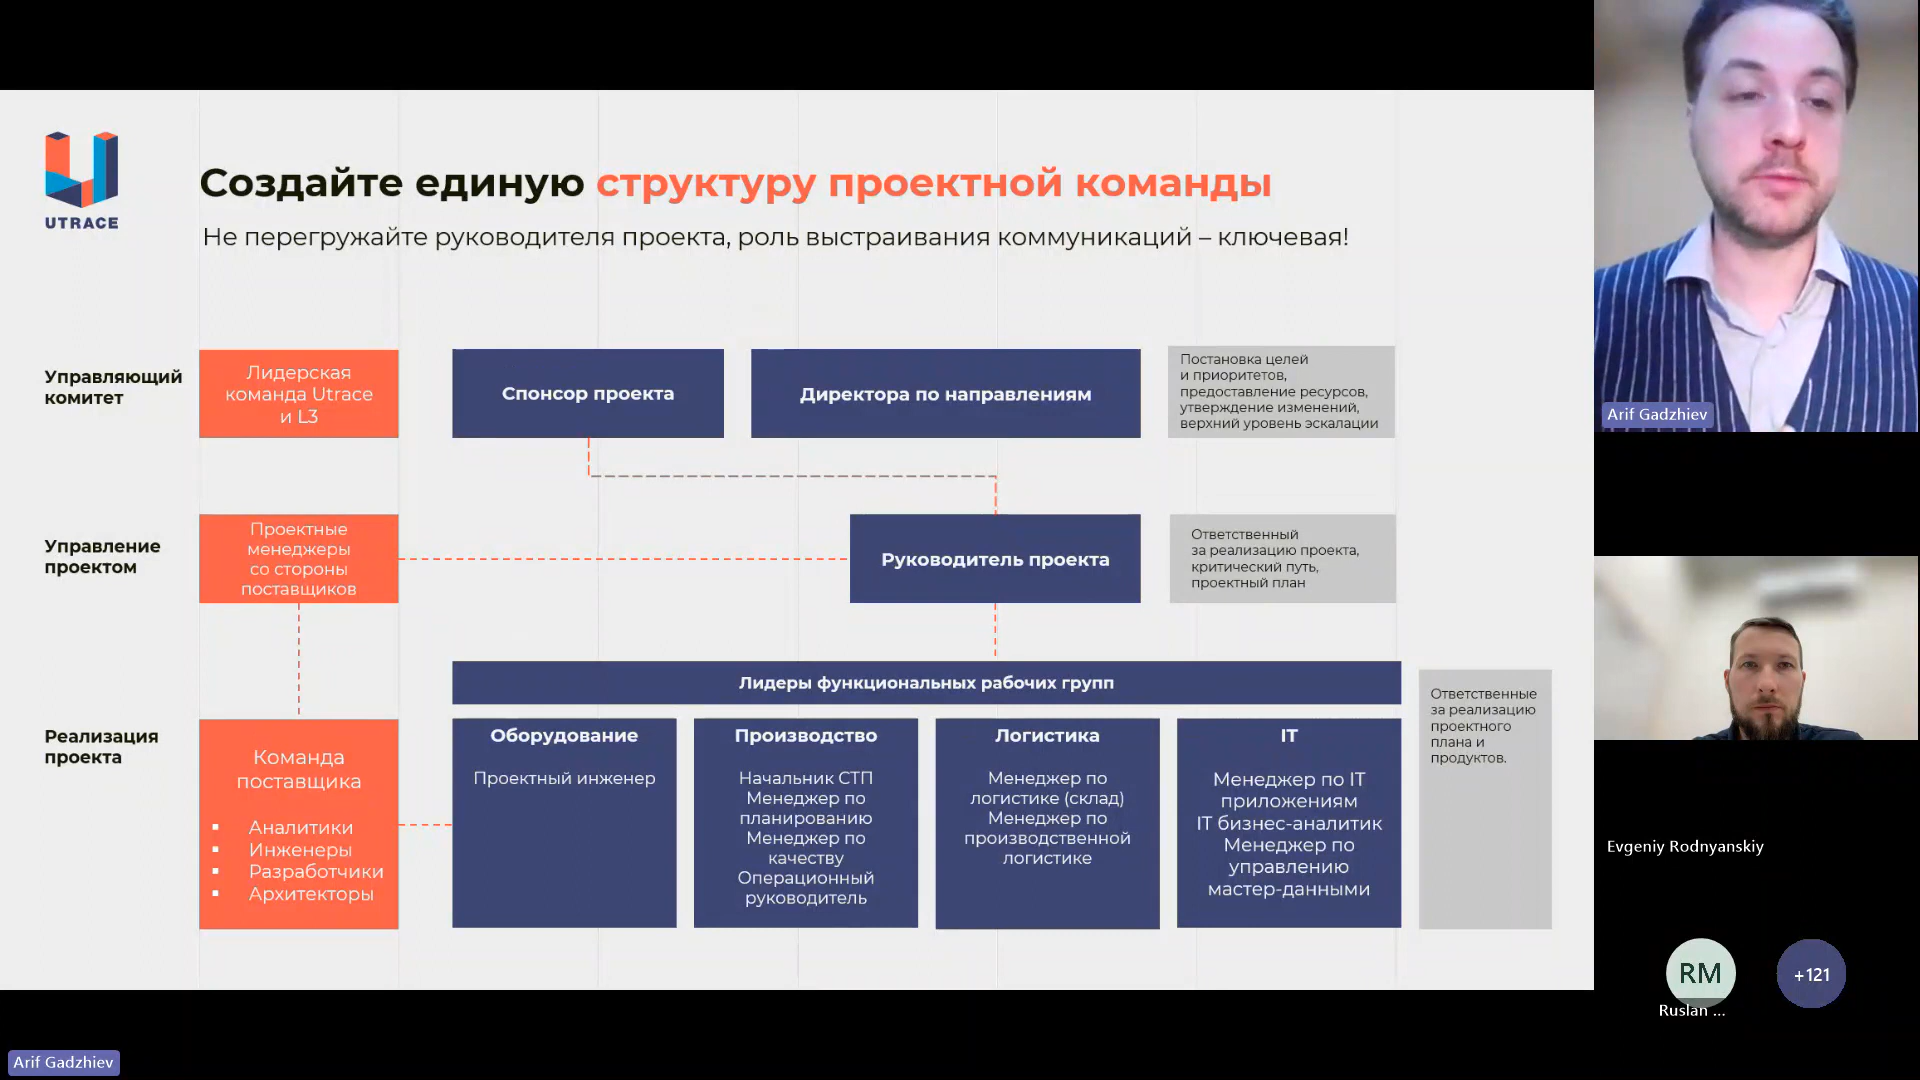 UTRACE
Создайте единую структуру проектной команды
Не перегружайте руководителя проекта, роль выстраивания коммуникаций – ключевая!
Управляющий
комитет
Лидерская
команда Utrace
и L3
Спонсор проекта
Директора по направлениям
Постановка целей
и приоритетов,
предоставление ресурсов,
утверждение изменений,
верхний уровень эскалации
Управление
проектом
Проектные
менеджеры
со стороны
поставщиков
Руководитель проекта
Ответственный
за реализацию проекта,
критический путь,
проектный план
Лидеры функциональных рабочих групп
Реализация
проекта
Команда
поставщика
▪ Аналитики
▪ Инженеры
▪ Разработчики
▪ Архитекторы
Оборудование
Проектный инженер
Производство
Начальник СТП
Менеджер по
планированию
Менеджер по
качеству
Операционный
руководитель
Логистика
Менеджер по
логистике (склад)
Менеджер по
производственной
логистике
IT
Менеджер по IT
приложениям
IT бизнес-аналитик
Менеджер по
управлению
мастер-данными
Ответственные
за реализацию
проектного
плана и
продуктов.
Arif Gadzhiev
Evgeniy Rodnyanskiy
RM
Ruslan ...
+121
Arif Gadzhiev